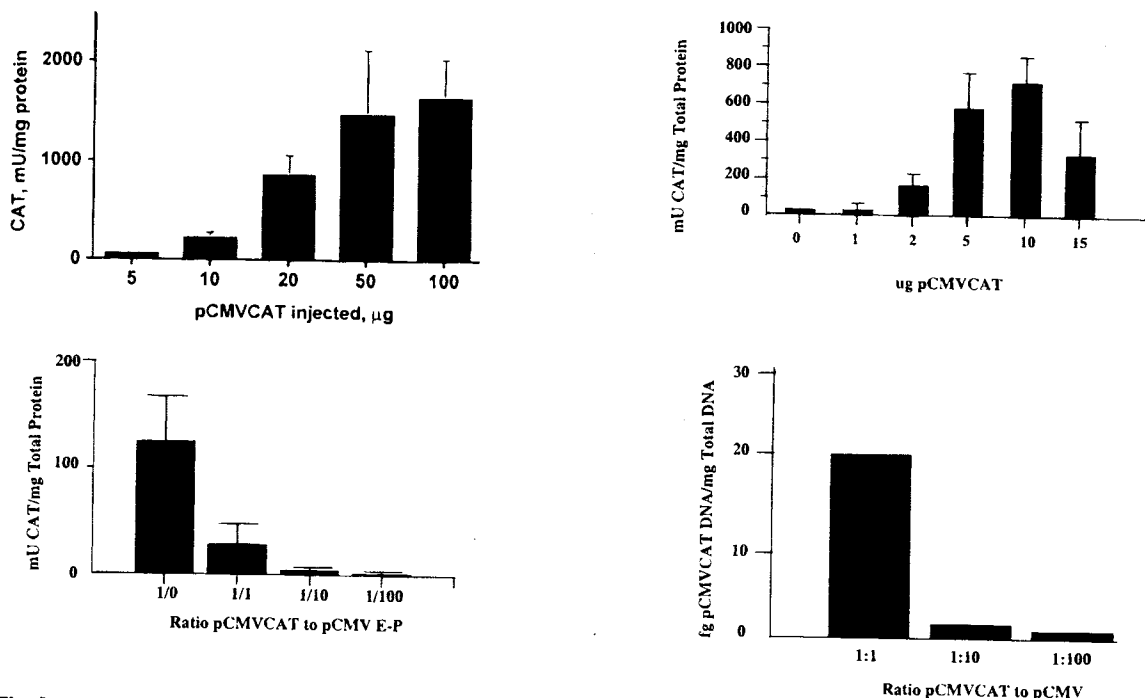 CAT, mU/mg protein
2000
1000
0
5 10 20 50 100
pCMVCAT injected, μg
mU CAT/mg Total Protein
1000
800
600
400
200
0
0 1 2 5 10 15
ug pCMVCAT
mU CAT/mg Total Protein
200
100
0
1/0 1/1 1/10 1/100
Ratio pCMVCAT to pCMV E-P
fg pCMVCAT DNA/mg Total DNA
30
20
10
0
1:1 1:10 1:100
Ratio pCMVCAT to pCMV